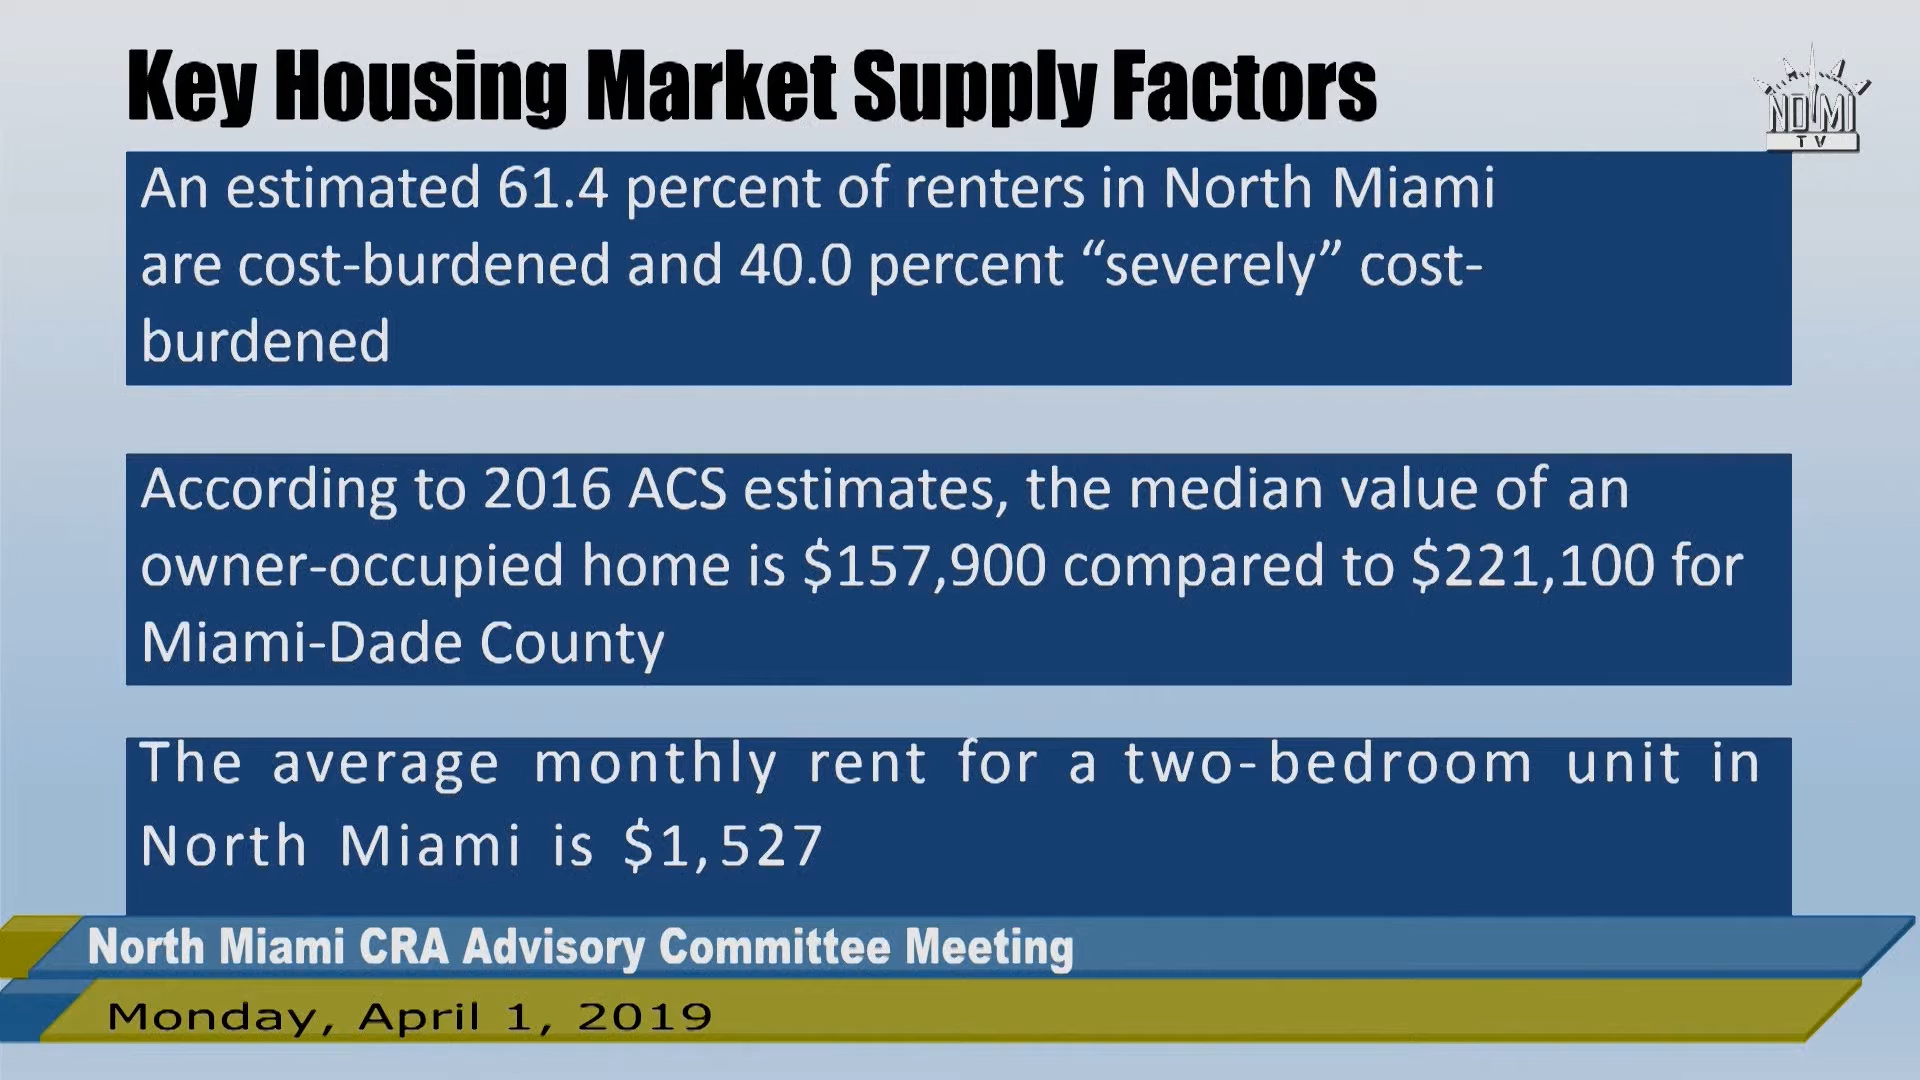 Key Housing Market Supply Factors
NOMI
TV
An estimated 61.4 percent of renters in North Miami
are cost-burdened and 40.0 percent “severely” cost-
burdened
According to 2016 ACS estimates, the median value of an
owner-occupied home is $157,900 compared to $221,100 for
Miami-Dade County
The average monthly rent for a two-bedroom unit in
North Miami is $1,527
North Miami CRA Advisory Committee Meeting
Monday, April 1, 2019